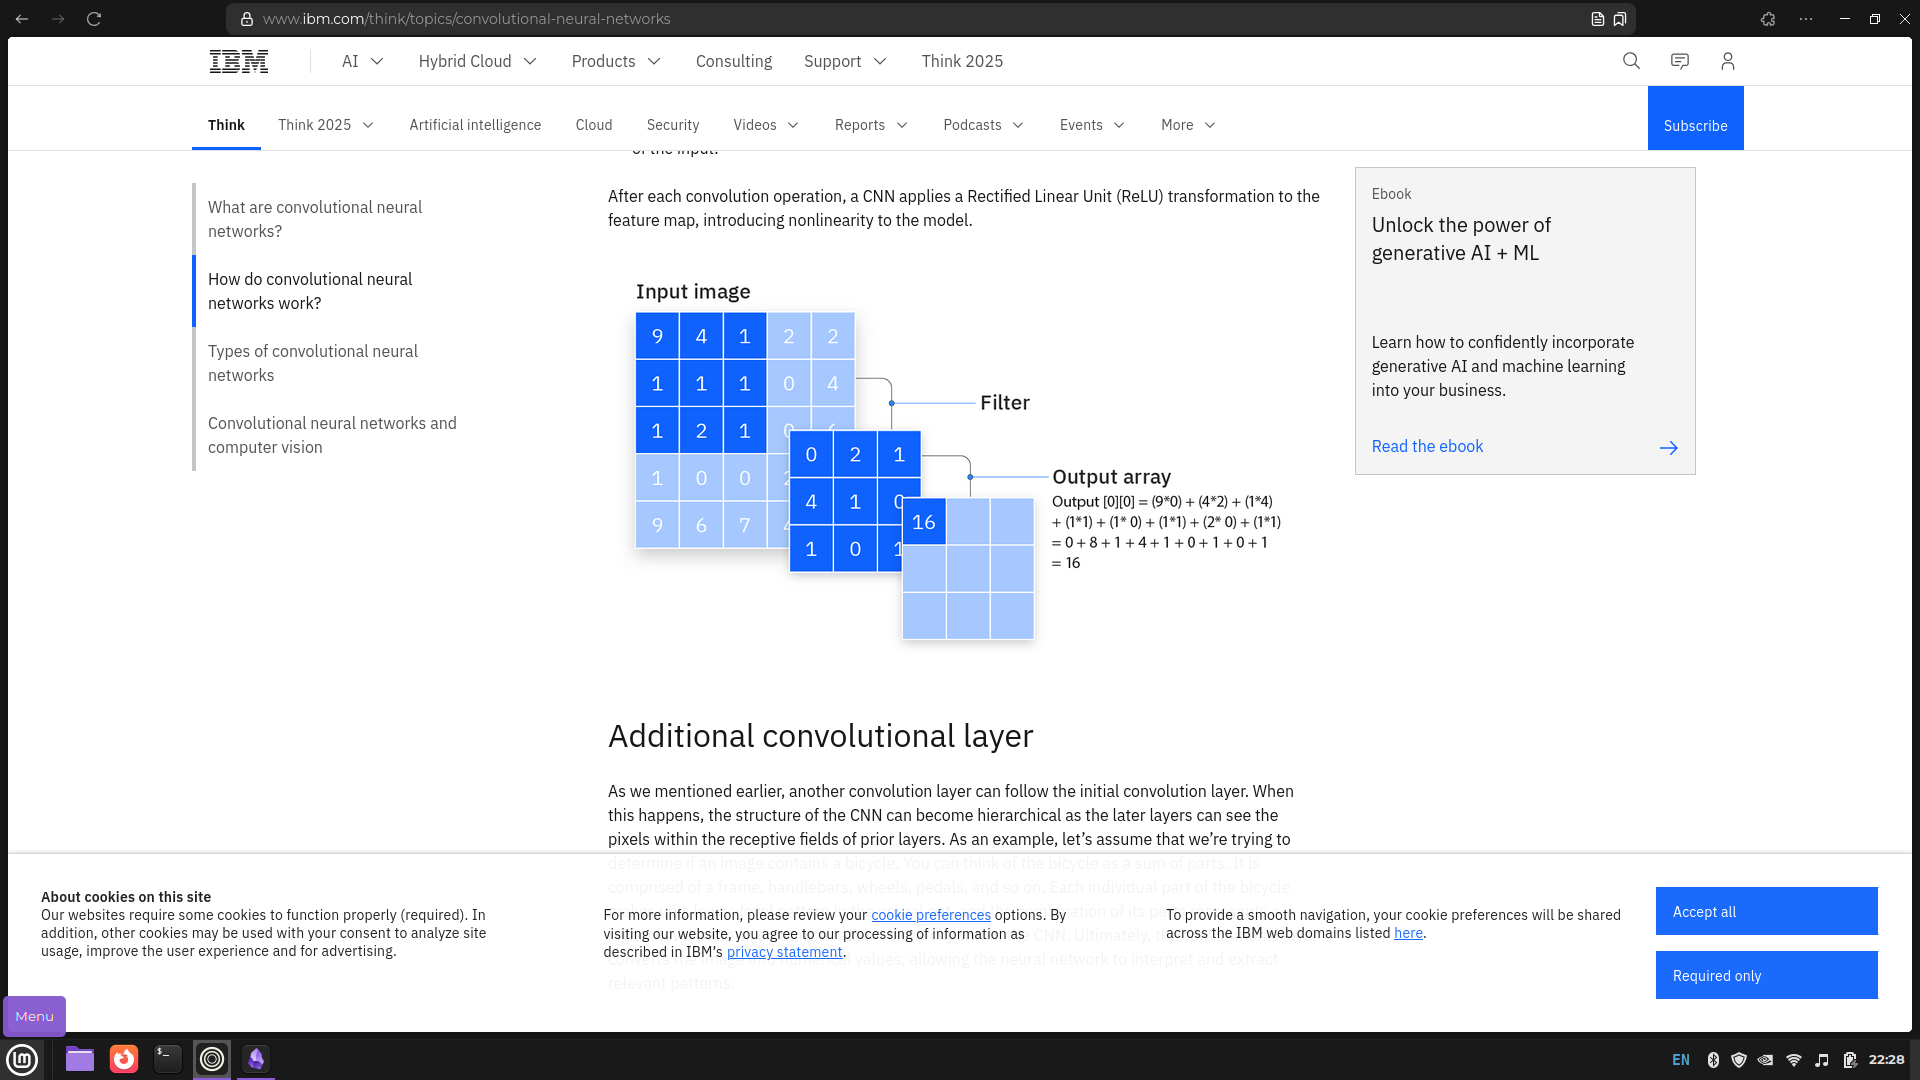 www.ibm.com/think/topics/convolutional-neural-networks
IBM
AI
Hybrid Cloud
Products
Consulting
Support
Think 2025
Think
Think 2025
Artificial intelligence
Cloud
Security
Videos
Reports
Podcasts
Events
More
Subscribe
What are convolutional neural
networks?
How do convolutional neural
networks work?
Types of convolutional neural
networks
Convolutional neural networks and
computer vision
of the input.
After each convolution operation, a CNN applies a Rectified Linear Unit (ReLU) transformation to the
feature map, introducing nonlinearity to the model.
Input image
9 4 1 2 2
1 1 1 0 4
1 2 1 0 6
1 0 0 2
9 6 7 4
Filter
0 2 1
4 1 0
1 0 1
Output array
16
Output [0][0] = (9*0) + (4*2) + (1*4)
+ (1*1) + (1* 0) + (1*1) + (2* 0) + (1*1)
= 0 + 8 + 1 + 4 + 1 + 0 + 1 + 0 + 1
= 16
Additional convolutional layer
As we mentioned earlier, another convolution layer can follow the initial convolution layer. When
this happens, the structure of the CNN can become hierarchical as the later layers can see the
pixels within the receptive fields of prior layers. As an example, let’s assume that we’re trying to
determine if an image contains a bicycle. You can think of the bicycle as a sum of parts. It is
comprised of a frame, handlebars, wheels, pedals, and so on. Each individual part of the bicycle
CNN. Ultimately,
values, allowing the neural network to interpret and extract
relevant patterns.
Ebook
Unlock the power of
generative AI + ML
Learn how to confidently incorporate
generative AI and machine learning
into your business.
Read the ebook
About cookies on this site
Our websites require some cookies to function properly (required). In
addition, other cookies may be used with your consent to analyze site
usage, improve the user experience and for advertising.
For more information, please review your cookie preferences options. By
visiting our website, you agree to our processing of information as
described in IBM’s privacy statement.
To provide a smooth navigation, your cookie preferences will be shared
across the IBM web domains listed here.
Accept all
Required only
Menu
EN
22:28